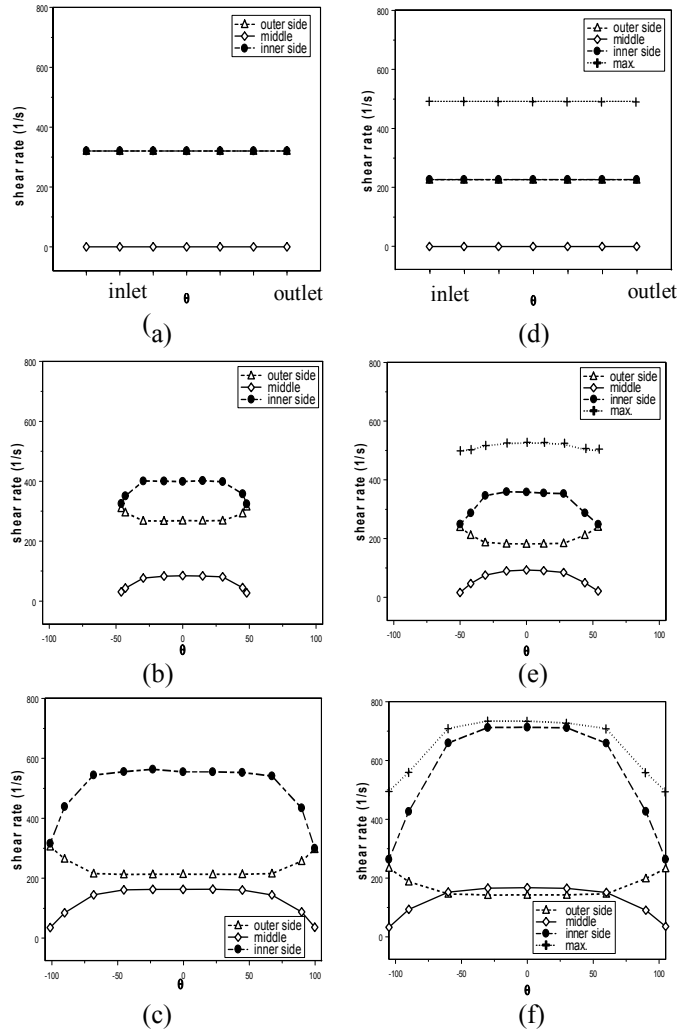 800
outer side
middle
inner side
600
400
200
0
shear rate (1/s)
inlet
θ
outlet
(a)
800
outer side
middle
inner side
max.
600
400
200
0
shear rate (1/s)
inlet
θ
outlet
(d)
800
outer side
middle
inner side
600
400
200
0
shear rate (1/s)
-100 -50 0 50 100
θ
(b)
800
outer side
middle
inner side
max.
600
400
200
0
shear rate (1/s)
-100 -50 0 50 100
θ
(e)
800
600
400
200
0
shear rate (1/s)
outer side
middle
inner side
-100 -50 0 50 100
θ
(c)
800
600
400
200
0
shear rate (1/s)
outer side
middle
inner side
max.
-100 -50 0 50 100
θ
(f)